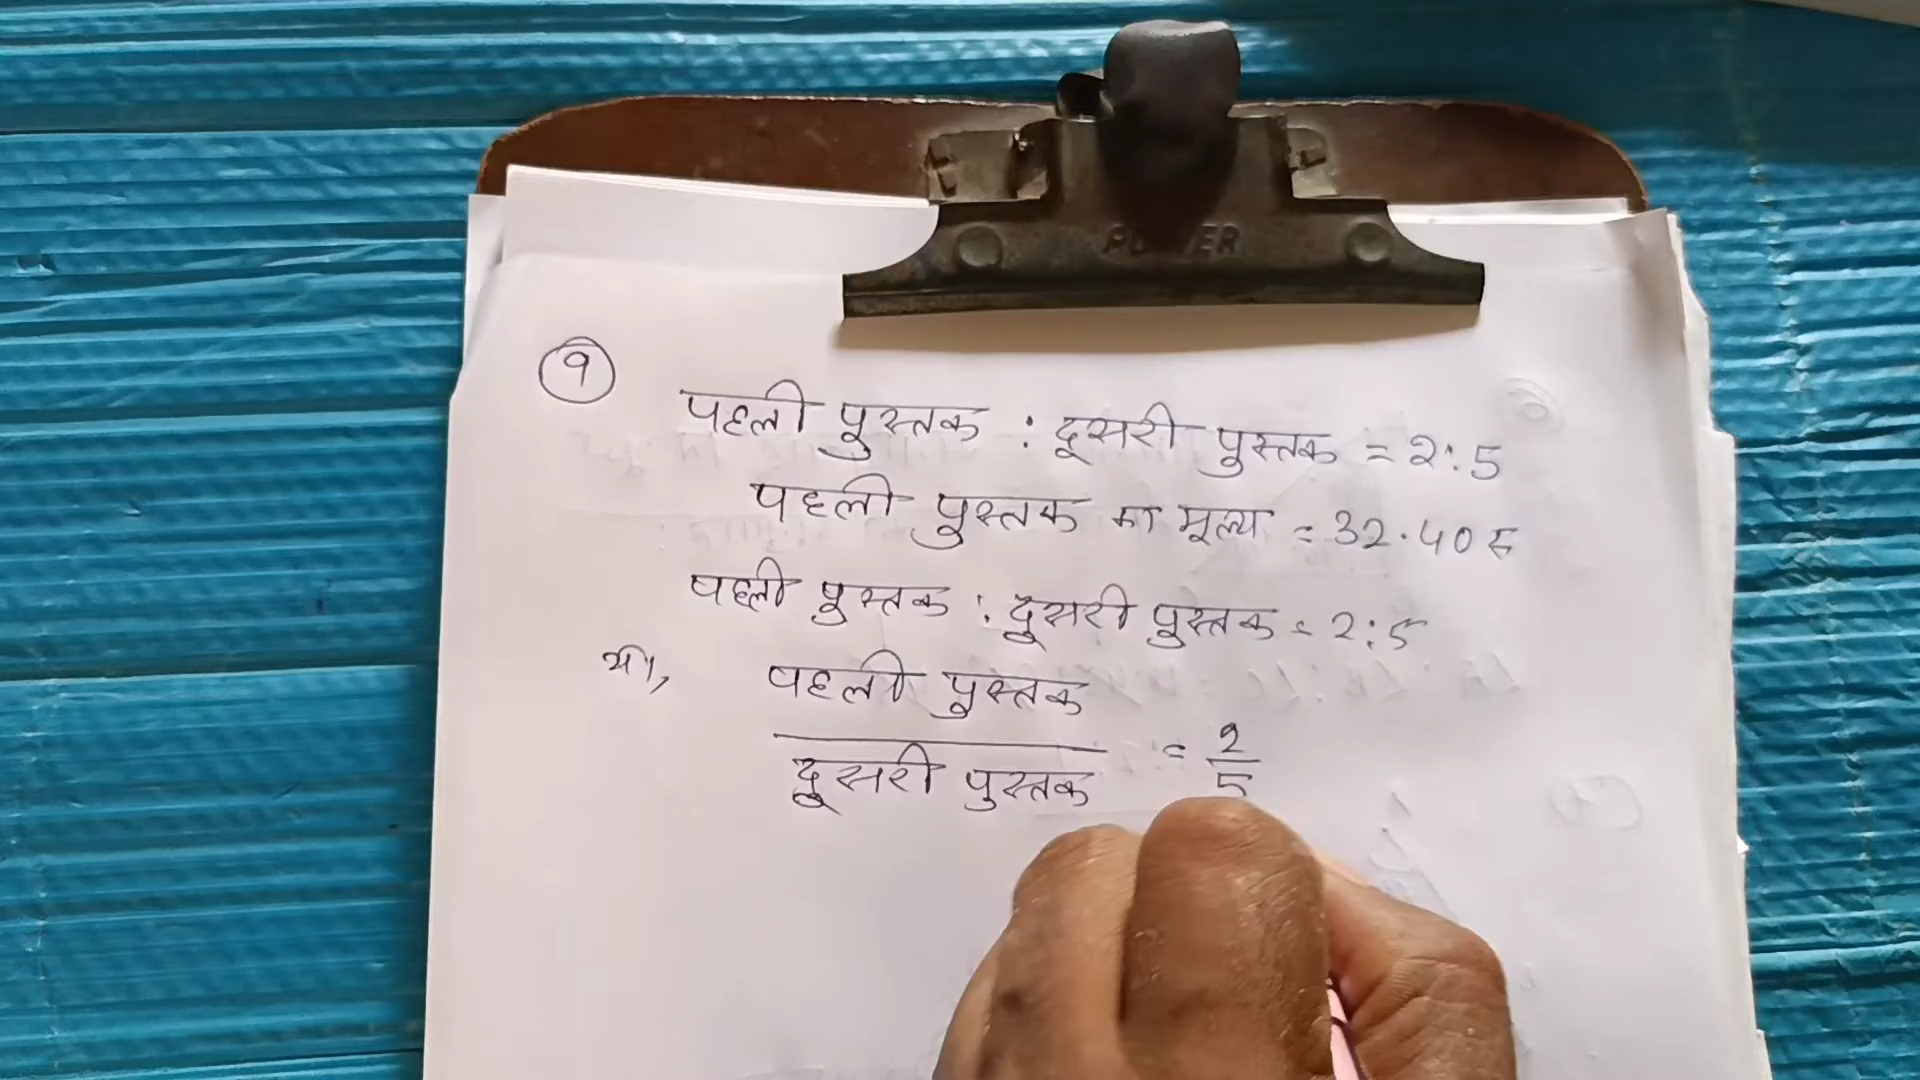 POWER
9
पहली पुस्तक : दूसरी पुस्तक = 2:5
पहली पुस्तक का मूल्य = 32.40 रु
पहली पुस्तक : दूसरी पुस्तक = 2:5
या, पहली पुस्तक
दूसरी पुस्तक = 2/5